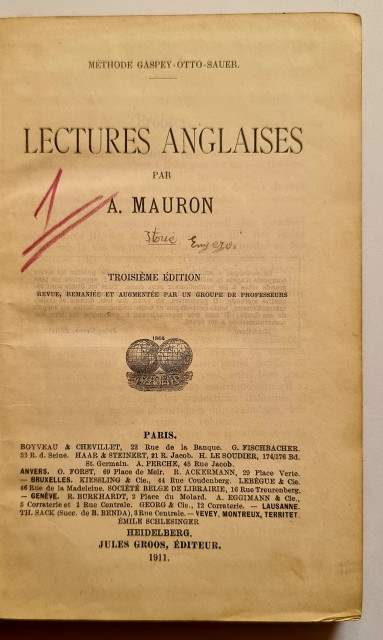 MÉTHODE GASPEY-OTTO-SAUER.
LECTURES ANGLAISES
PAR
1
A. MAURON
TROISIÈME ÉDITION
REVUE, REMANIÉE ET AUGMENTÉE PAR UN GROUPE DE PROFESSEURS
1864
PARIS.
BOYVEAU & CHEVILLET, 22 Rue de la Banque. G. FISCHBACHER,
33 R. d. Seine. HAAR & STEINERT, 21 R. Jacob. H. LE SOUDIER, 174/176 Bd.
St. Germain. A. PERCHE, 45 Rue Jacob.
ANVERS. O. FORST, 69 Place de Meir. R. ACKERMANN, 29 Place Verte.
— BRUXELLES. KIESSLING & Cie., 44 Rue Coudenberg. LEBÈGUE & Cie.
46 Rue de la Madeleine. SOCIÉTÉ BELGE DE LIBRAIRIE, 16 Rue Treurenberg.
— GENÈVE. R. BURKHARDT, 2 Place du Molard. A. EGGIMANN & Cie.,
5 Corraterie et 1 Rue Centrale. GEORG & Cie., 12 Corraterie. — LAUSANNE.
TH. SACK (Succ. de B. BENDA), 3 Rue Centrale. — VEVEY, MONTREUX, TERRITET.
ÉMILE SCHLESINGER
HEIDELBERG.
JULES GROOS, ÉDITEUR.
1911.